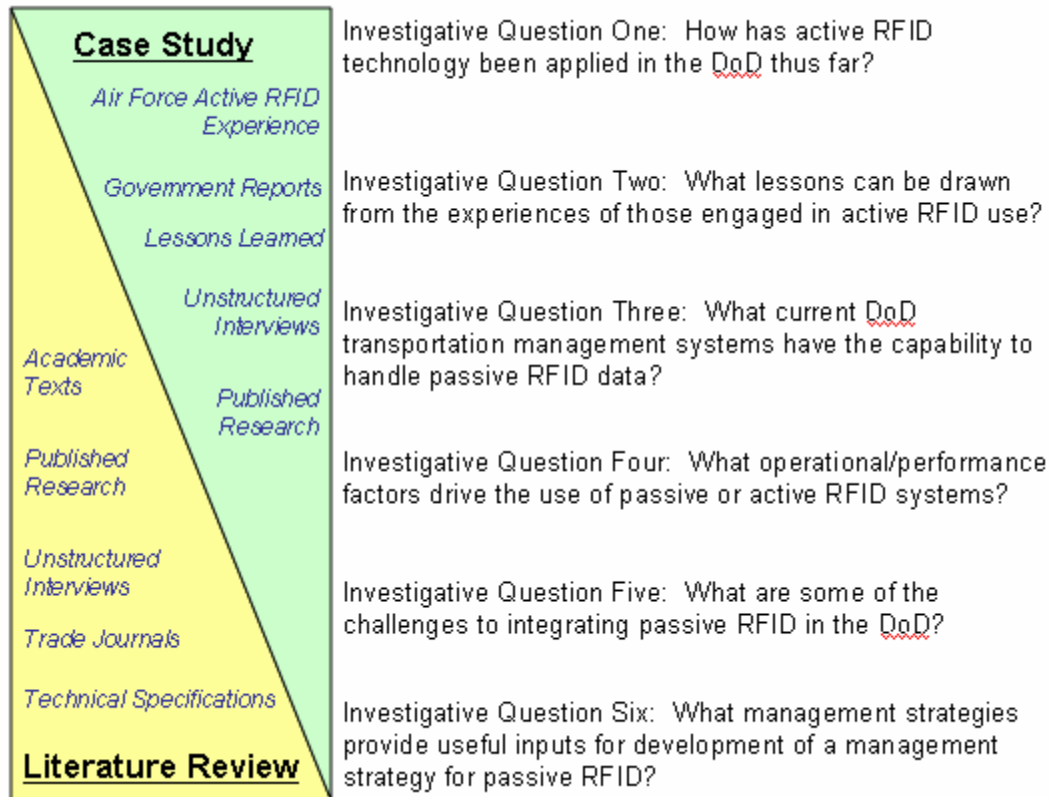 Case Study
Air Force Active RFID
Experience
Government Reports
Lessons Learned
Unstructured
Interviews
Published
Research
Academic
Texts
Published
Research
Unstructured
Interviews
Trade Journals
Technical Specifications
Literature Review
Investigative Question One:  How has active RFID
technology been applied in the DoD thus far?
Investigative Question Two:  What lessons can be drawn
from the experiences of those engaged in active RFID use?
Investigative Question Three:  What current DoD
transportation management systems have the capability to
handle passive RFID data?
Investigative Question Four:  What operational/performance
factors drive the use of passive or active RFID systems?
Investigative Question Five:  What are some of the
challenges to integrating passive RFID in the DoD?
Investigative Question Six:  What management strategies
provide useful inputs for development of a management
strategy for passive RFID?